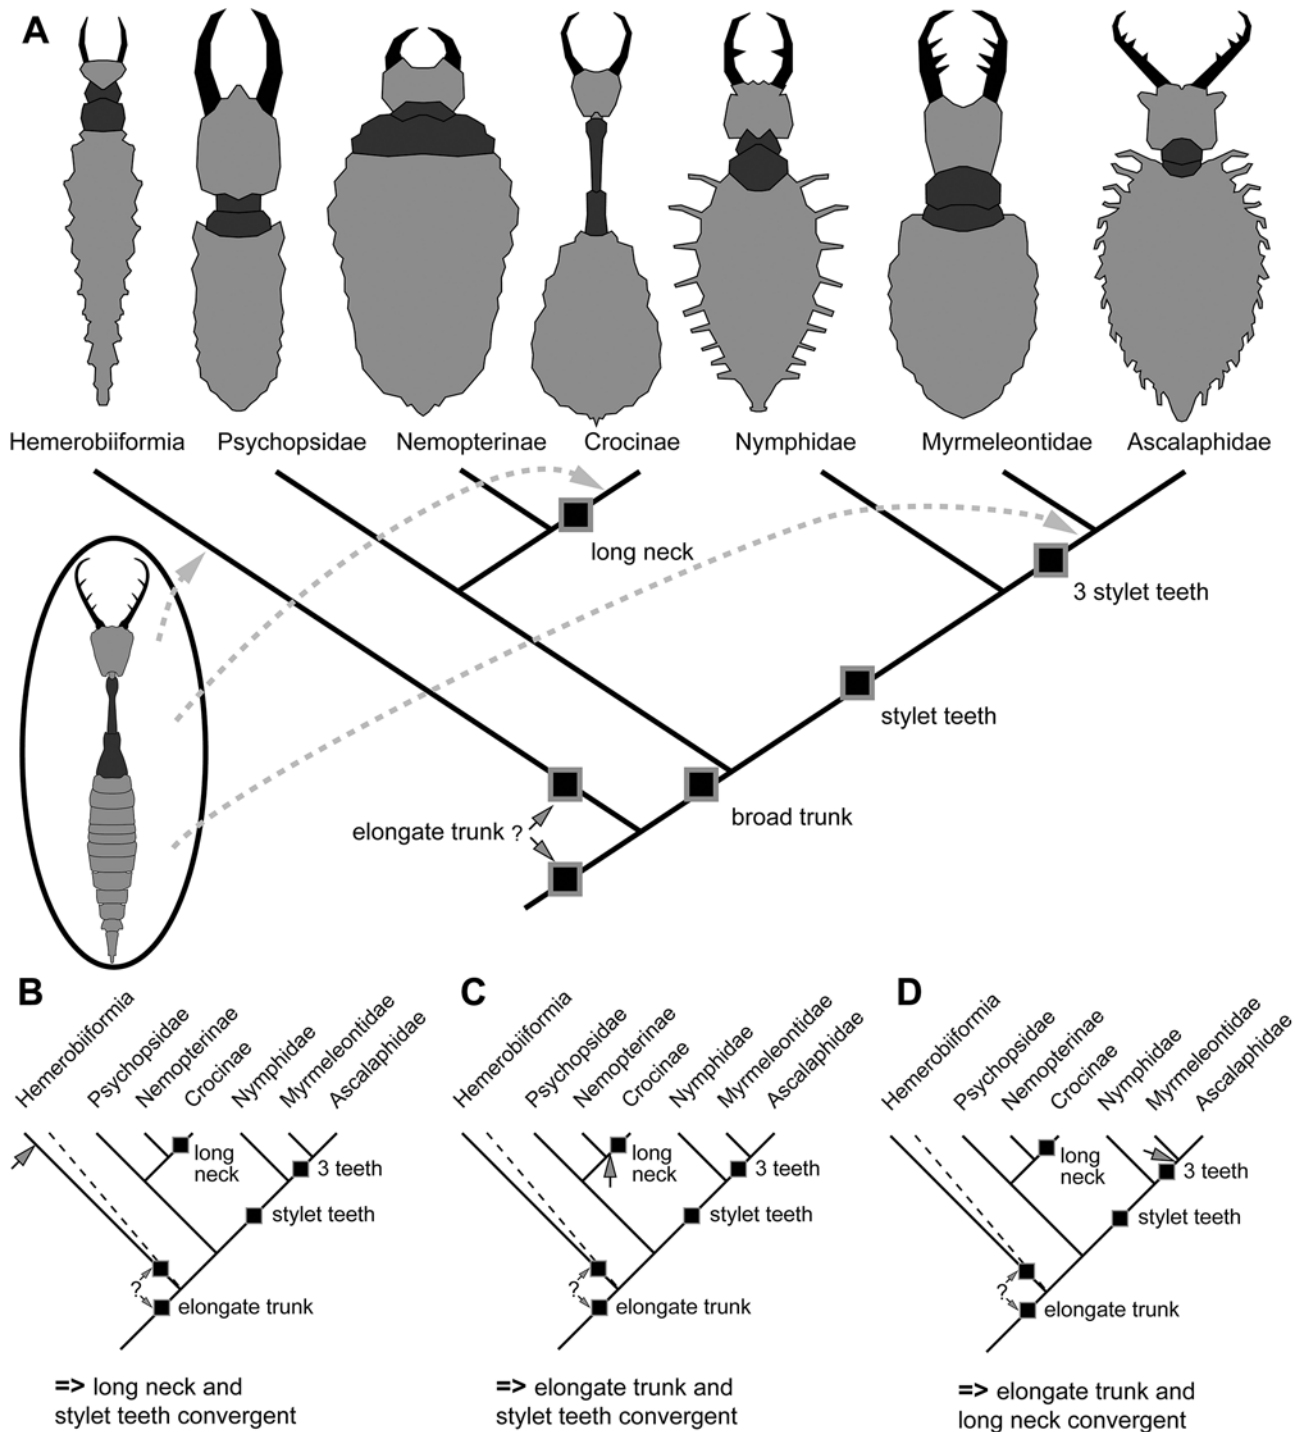 A
Hemerobiiformia Psychopsidae Nemopterinae Crocinae Nymphidae Myrmeleontidae Ascalaphidae
long neck
3 stylet teeth
stylet teeth
broad trunk
elongate trunk ?
B
Hemerobiiformia
Psychopsidae
Nemopterinae
Crocinae
Nymphidae
Myrmeleontidae
Ascalaphidae
long
neck
3 teeth
stylet teeth
?
elongate trunk
=> long neck and
stylet teeth convergent
C
Hemerobiiformia
Psychopsidae
Nemopterinae
Crocinae
Nymphidae
Myrmeleontidae
Ascalaphidae
long
neck
3 teeth
stylet teeth
?
elongate trunk
=> elongate trunk and
stylet teeth convergent
D
Hemerobiiformia
Psychopsidae
Nemopterinae
Crocinae
Nymphidae
Myrmeleontidae
Ascalaphidae
long
neck
3 teeth
stylet teeth
?
elongate trunk
=> elongate trunk and
long neck convergent